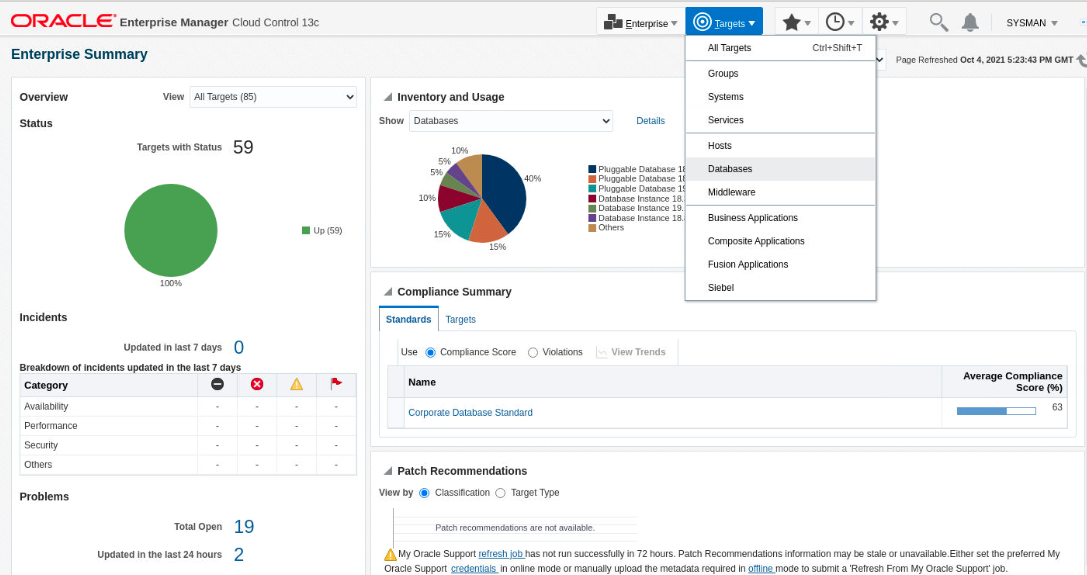 ORACLE® Enterprise Manager Cloud Control 13c
Enterprise
Targets
SYSMAN
Enterprise Summary
Page Refreshed Oct 4, 2021 5:23:43 PM GMT
All Targets Ctrl+Shift+T
Groups
Systems
Services
Hosts
Databases
Middleware
Business Applications
Composite Applications
Fusion Applications
Siebel
Overview
View All Targets (85)
Status
Targets with Status 59
Up (59)
100%
Incidents
Updated in last 7 days 0
Breakdown of incidents updated in the last 7 days
Category
Availability - - - -
Performance - - - -
Security - - - -
Others - - - -
Problems
Total Open 19
Updated in the last 24 hours 2
Inventory and Usage
Show Databases Details
10%
5%
5%
10%
15%
15%
40%
Pluggable Database 18
Pluggable Database 18
Pluggable Database 19
Database Instance 18.
Database Instance 19.
Database Instance 18.
Others
Compliance Summary
Standards Targets
Use Compliance Score Violations View Trends
Name Average Compliance
Score (%)
Corporate Database Standard 63
Patch Recommendations
View by Classification Target Type
Patch recommendations are not available.
My Oracle Support refresh job has not run successfully in 72 hours. Patch Recommendations information may be stale or unavailable.Either set the preferred My
Oracle Support credentials in online mode or manually upload the metadata required in offline mode to submit a 'Refresh From My Oracle Support' job.